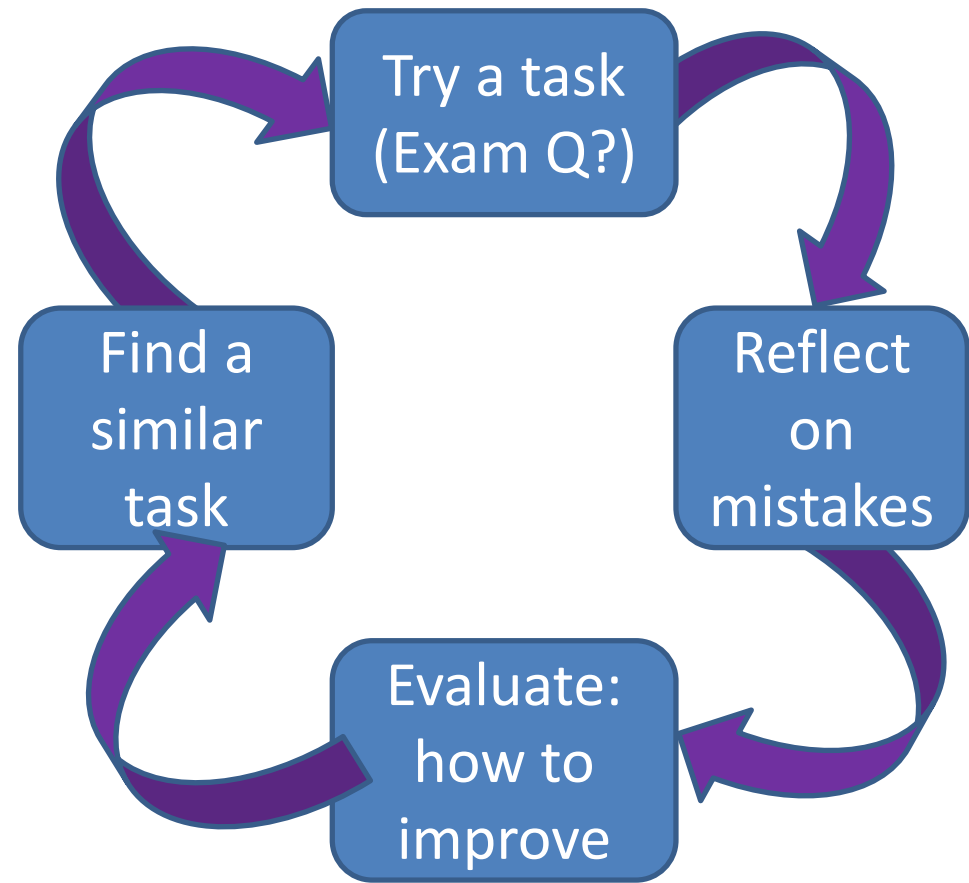 Try a task
(Exam Q?)
Reflect
on
mistakes
Evaluate:
how to
improve
Find a
similar
task